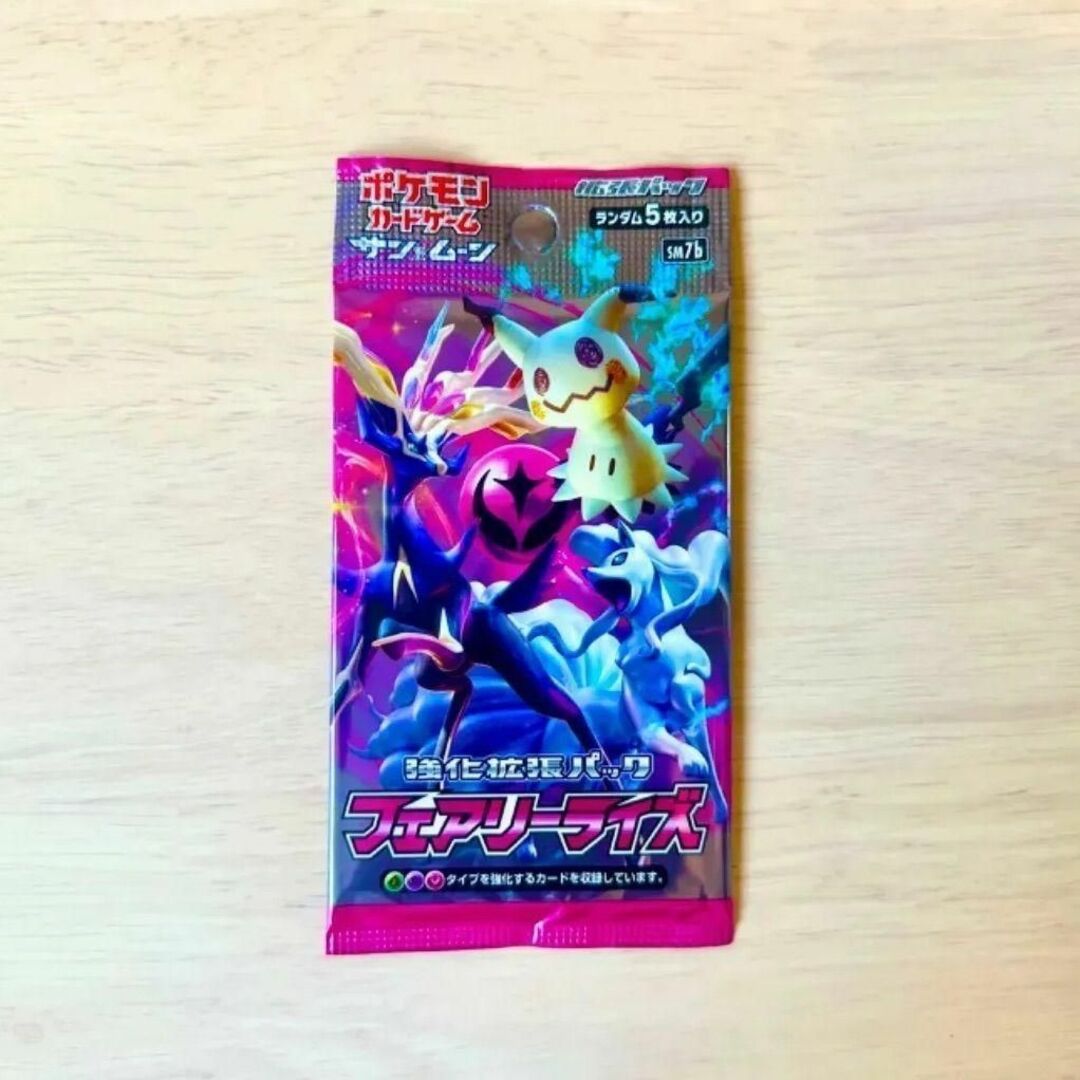 ポケモン
カードゲーム
サン&ムーン
拡張パック
ランダム5枚入り
SM7b
強化拡張パック
フェアリーライズ
タイプを強化するカードを収録しています。